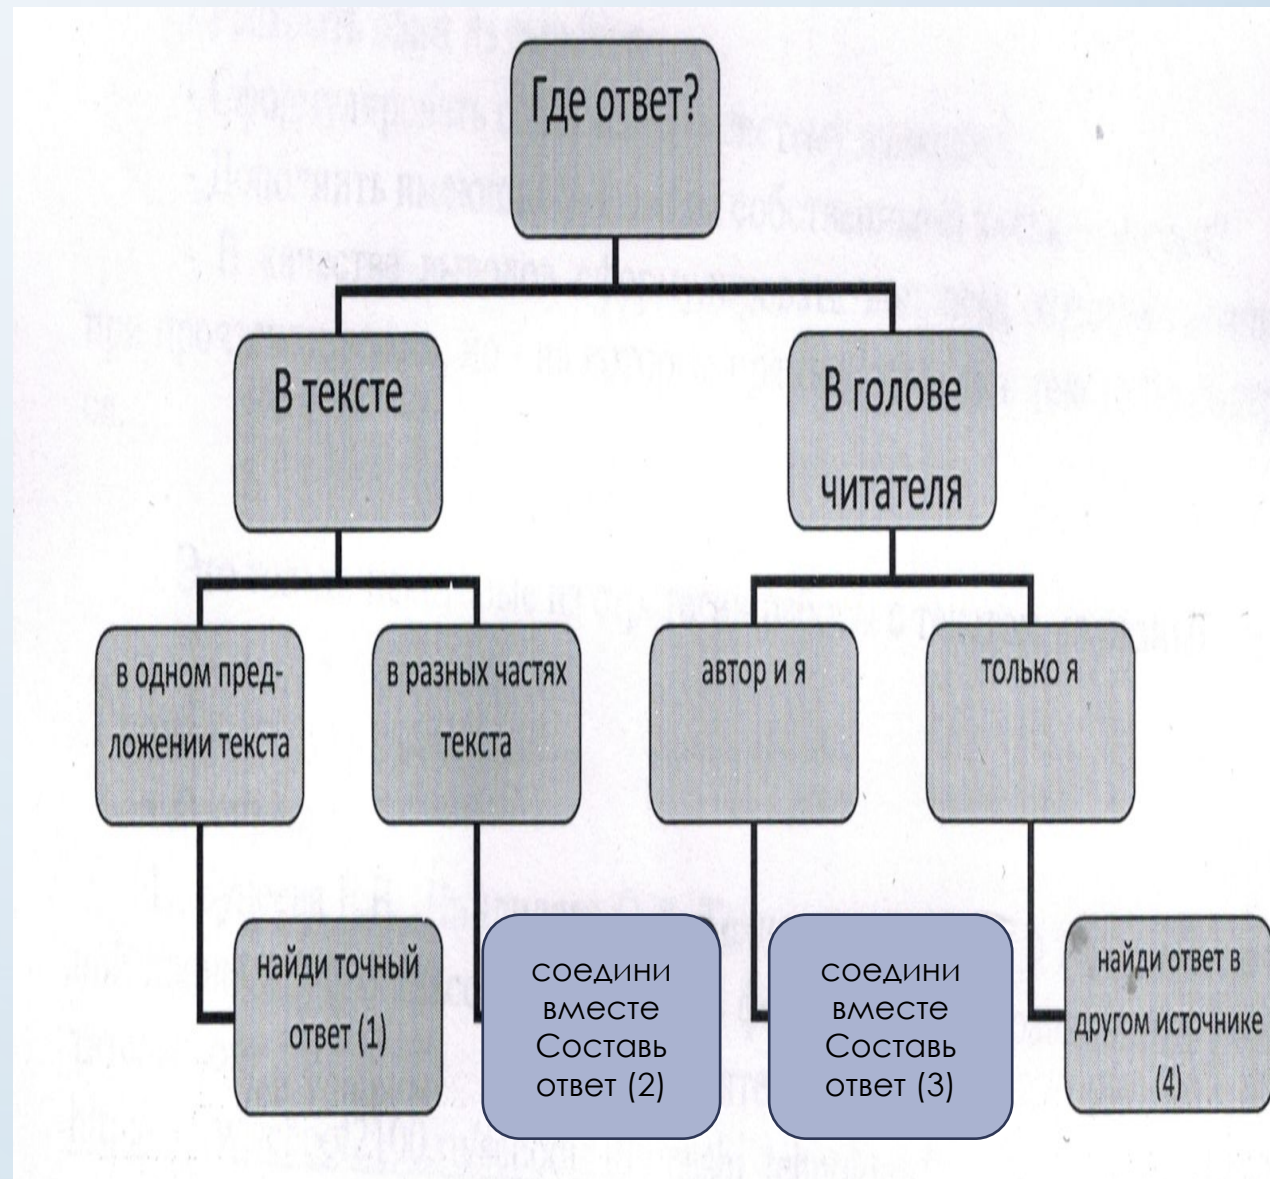 Где ответ?
В тексте
В голове
читателя
в одном пред-
ложении текста
в разных частях
текста
автор и я
только я
найди точный
ответ (1)
соедини
вместе
Составь
ответ (2)
соедини
вместе
Составь
ответ (3)
найди ответ в
другом источнике
(4)